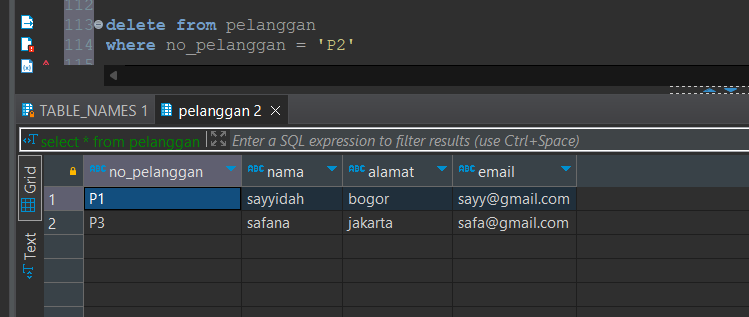 112
113 delete from pelanggan
114 where no_pelanggan = 'P2'
115
TABLE_NAMES 1 pelanggan 2
select * from pelanggan Enter a SQL expression to filter results (use Ctrl+Space)
Grid
Text
ABC no_pelanggan ABC nama ABC alamat ABC email
1 P1 sayyidah bogor sayy@gmail.com
2 P3 safana jakarta safa@gmail.com